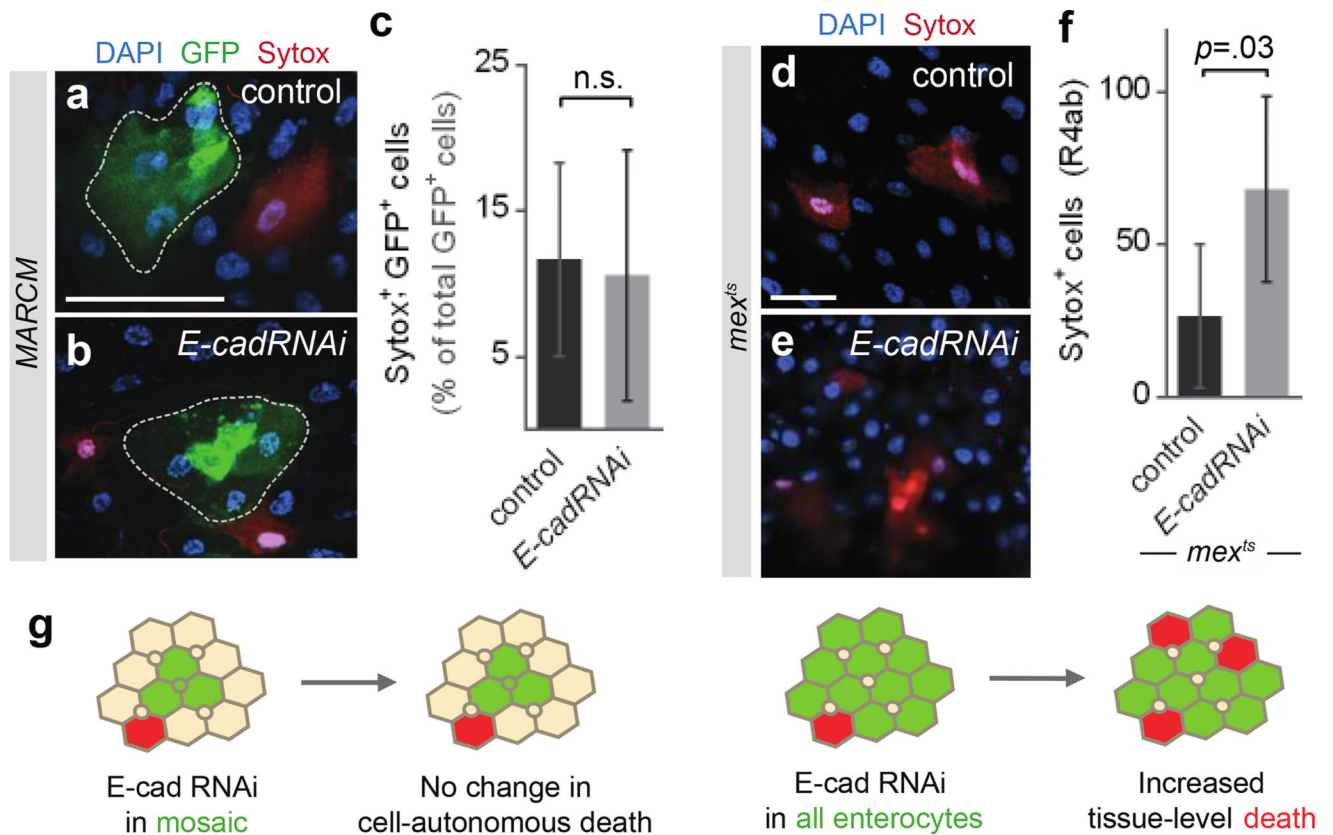 DAPI GFP Sytox
MARCM
a
control
b
E-cadRNAi
c
Sytox⁺, GFP⁺ cells
(% of total GFP⁺ cells)
25
15
5
n.s.
control
E-cadRNAi
DAPI Sytox
mexᵗˢ
d
control
e
E-cadRNAi
f
Sytox⁺ cells (R4ab)
100
50
0
p=.03
control
E-cadRNAi
mexᵗˢ
g
E-cad RNAi
in mosaic
No change in
cell-autonomous death
E-cad RNAi
in all enterocytes
Increased
tissue-level death